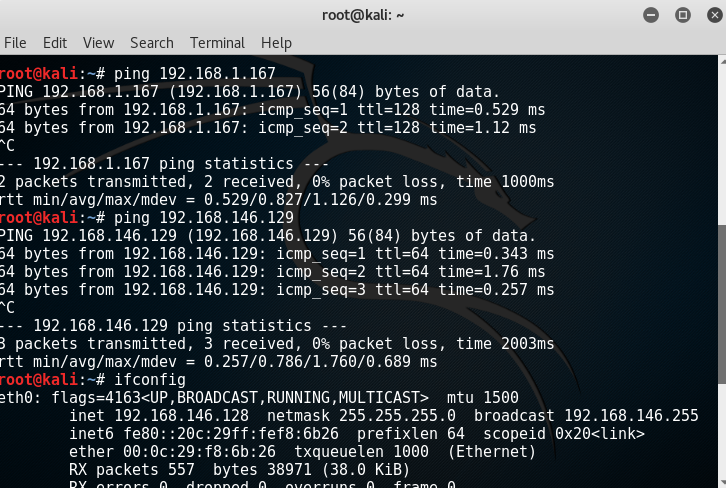 root@kali: ~
File Edit View Search Terminal Help
root@kali:~# ping 192.168.1.167
PING 192.168.1.167 (192.168.1.167) 56(84) bytes of data.
64 bytes from 192.168.1.167: icmp_seq=1 ttl=128 time=0.529 ms
64 bytes from 192.168.1.167: icmp_seq=2 ttl=128 time=1.12 ms
^C
--- 192.168.1.167 ping statistics ---
2 packets transmitted, 2 received, 0% packet loss, time 1000ms
rtt min/avg/max/mdev = 0.529/0.827/1.126/0.299 ms
root@kali:~# ping 192.168.146.129
PING 192.168.146.129 (192.168.146.129) 56(84) bytes of data.
64 bytes from 192.168.146.129: icmp_seq=1 ttl=64 time=0.343 ms
64 bytes from 192.168.146.129: icmp_seq=2 ttl=64 time=1.76 ms
64 bytes from 192.168.146.129: icmp_seq=3 ttl=64 time=0.257 ms
^C
--- 192.168.146.129 ping statistics ---
3 packets transmitted, 3 received, 0% packet loss, time 2003ms
rtt min/avg/max/mdev = 0.257/0.786/1.760/0.689 ms
root@kali:~# ifconfig
eth0: flags=4163<UP,BROADCAST,RUNNING,MULTICAST>  mtu 1500
        inet 192.168.146.128  netmask 255.255.255.0  broadcast 192.168.146.255
        inet6 fe80::20c:29ff:fef8:6b26  prefixlen 64  scopeid 0x20<link>
        ether 00:0c:29:f8:6b:26  txqueuelen 1000  (Ethernet)
        RX packets 557  bytes 38971 (38.0 KiB)
        RX errors 0  dropped 0  overruns 0  frame 0